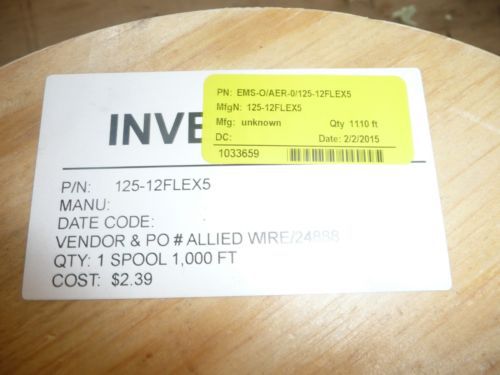 PN: EMS-O/AER-0/125-12FLEX5
MfgN: 125-12FLEX5
Mfg: unknown Qty 1110 ft
DC: Date: 2/2/2015
1033659
INVE
P/N: 125-12FLEX5
MANU:
DATE CODE:
VENDOR & PO # ALLIED WIRE/24888
QTY: 1 SPOOL 1,000 FT
COST: $2.39